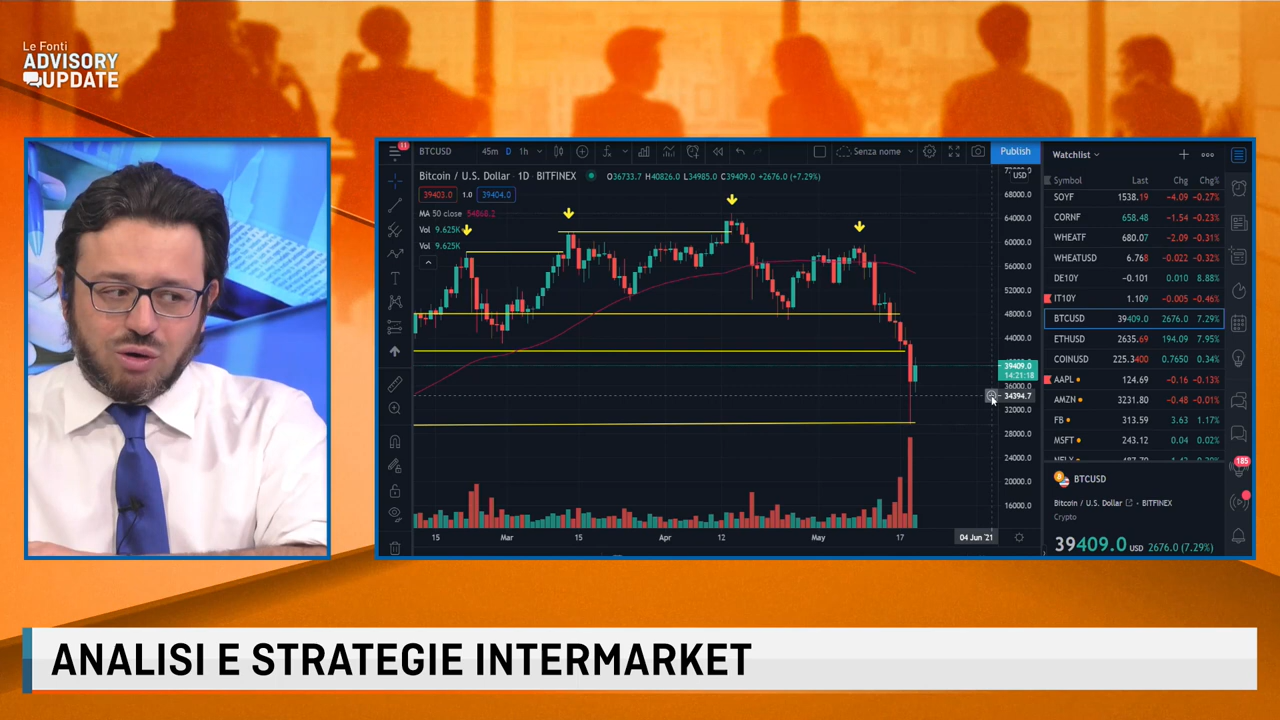 Le Fonti
ADVISORY
UPDATE
11
BTCUSD 45m D 1h Senza nome Publish
Bitcoin / U.S. Dollar · 1D · BITFINEX O36733.7 H40826.0 L34985.0 C39409.0 +2676.0 (+7.29%)
39403.0 1.0 39404.0
MA 50 close 54868.2
Vol 9.625K
Vol 9.625K
USD
68000.0
64000.0
60000.0
56000.0
52000.0
48000.0
44000.0
39409.0
14:21:18
36000.0
34394.7
32000.0
28000.0
24000.0
20000.0
16000.0
15 Mar 15 Apr 12 May 17 04 Jun '21
Watchlist
Symbol Last Chg Chg%
SOYF 1538.19 -4.09 -0.27%
CORNF 658.48 -1.54 -0.23%
WHEATF 680.07 -2.09 -0.31%
WHEATUSD 6.768 -0.022 -0.32%
DE10Y -0.101 0.010 8.88%
IT10Y 1.109 -0.005 -0.46%
BTCUSD 39409.0 2676.0 7.29%
ETHUSD 2635.69 194.09 7.95%
COINUSD 225.3400 0.7650 0.34%
AAPL 124.69 -0.16 -0.13%
AMZN 3231.80 -0.48 -0.01%
FB 313.59 3.63 1.17%
MSFT 243.12 0.04 0.02%
185
BTCUSD
Bitcoin / U.S. Dollar • BITFINEX
Crypto
39409.0 USD 2676.0 (7.29%)
ANALISI E STRATEGIE INTERMARKET